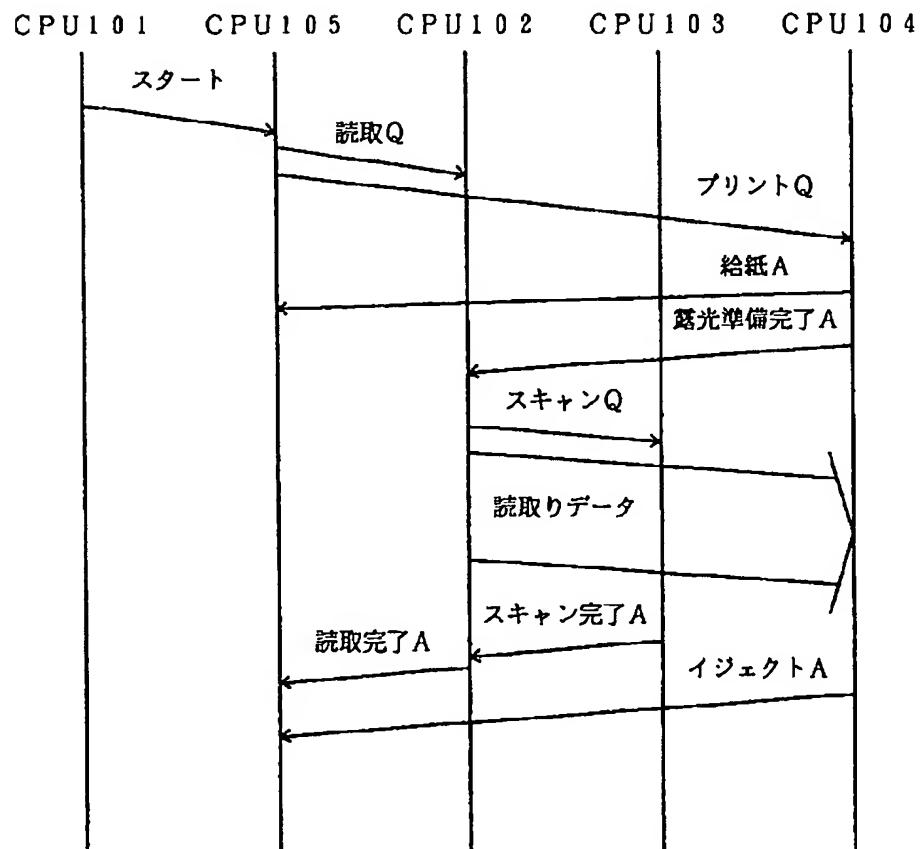 CPU101 CPU105 CPU102 CPU103 CPU104
スタート
読取Q
プリントQ
給紙A
露光準備完了A
スキャンQ
読取りデータ
スキャン完了A
読取完了A
イジェクトA